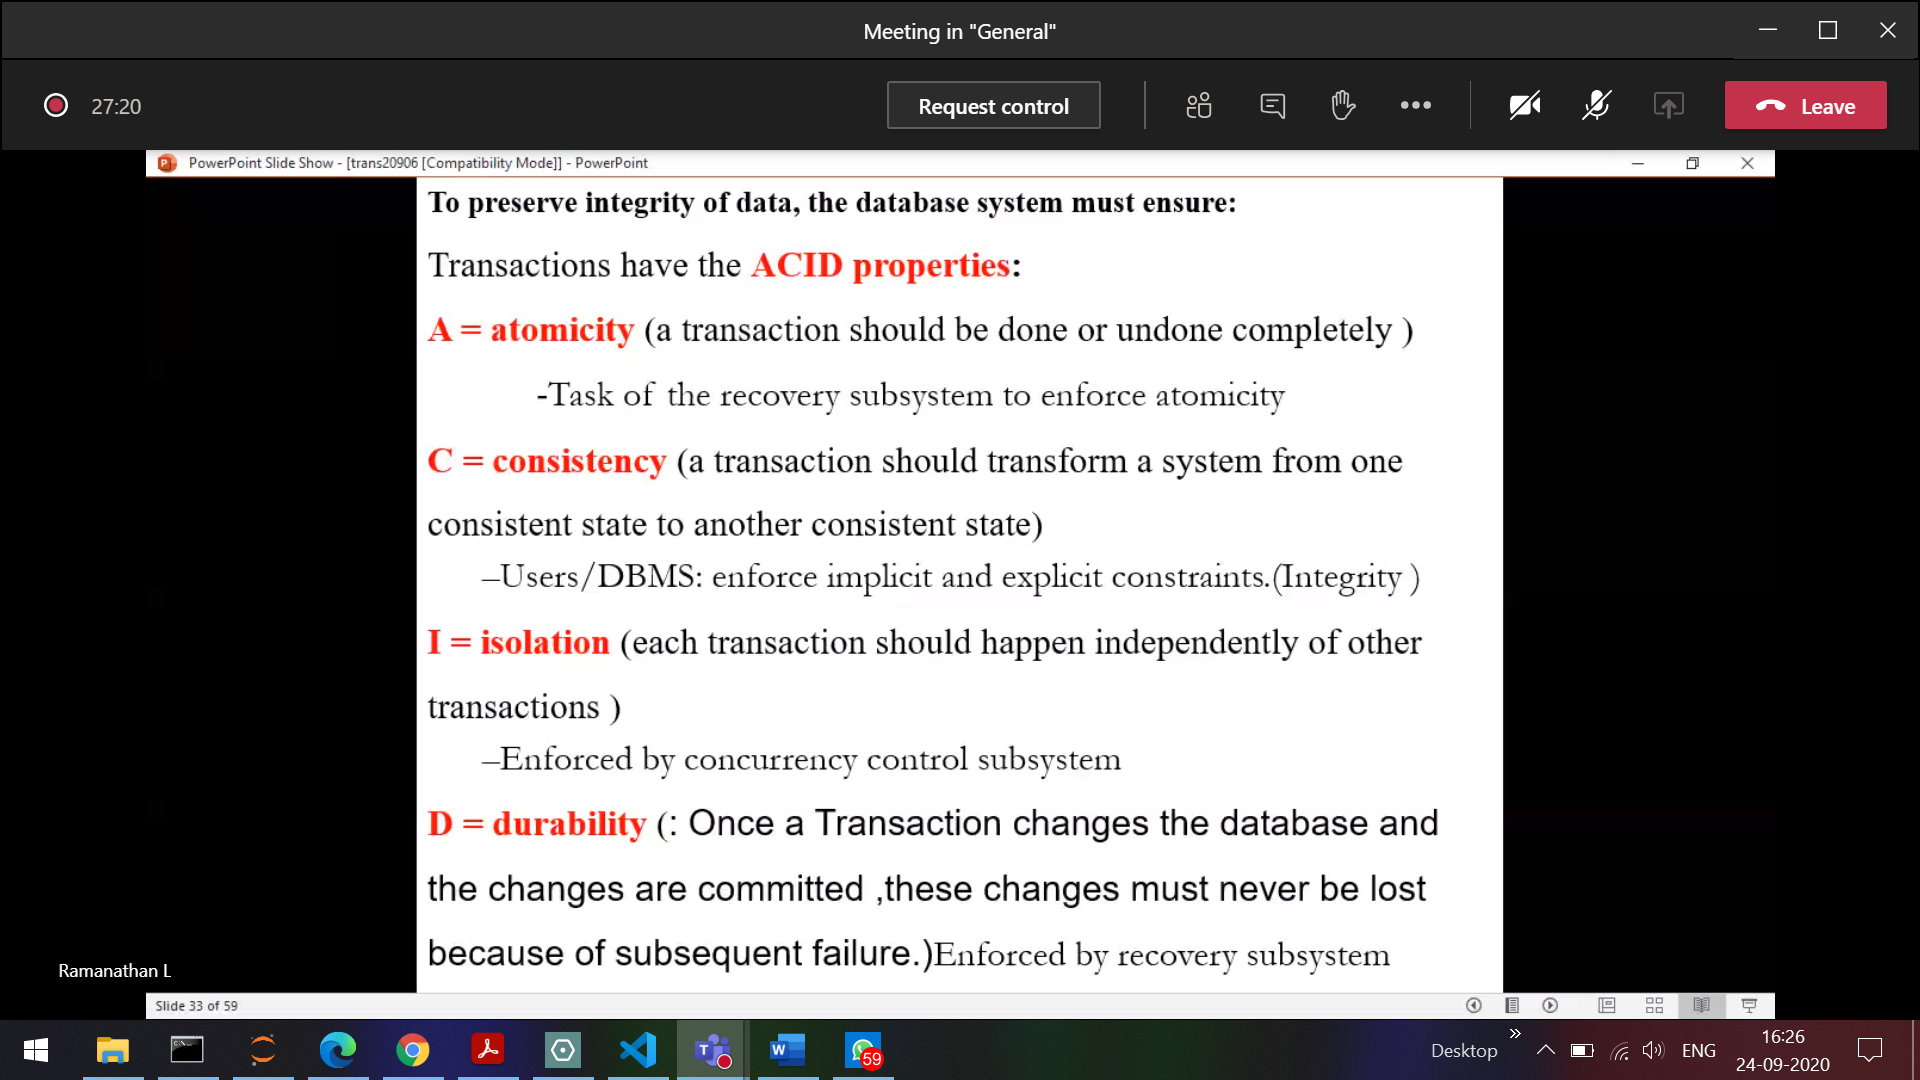 Meeting in "General"
27:20
Request control
Leave
PowerPoint Slide Show - [trans20906 [Compatibility Mode]] - PowerPoint
To preserve integrity of data, the database system must ensure:
Transactions have the ACID properties:
A = atomicity (a transaction should be done or undone completely )
-Task of the recovery subsystem to enforce atomicity
C = consistency (a transaction should transform a system from one
consistent state to another consistent state)
–Users/DBMS: enforce implicit and explicit constraints.(Integrity )
I = isolation (each transaction should happen independently of other
transactions )
–Enforced by concurrency control subsystem
D = durability (: Once a Transaction changes the database and
the changes are committed ,these changes must never be lost
because of subsequent failure.)Enforced by recovery subsystem
Ramanathan L
Slide 33 of 59
59
Desktop
ENG
16:26
24-09-2020